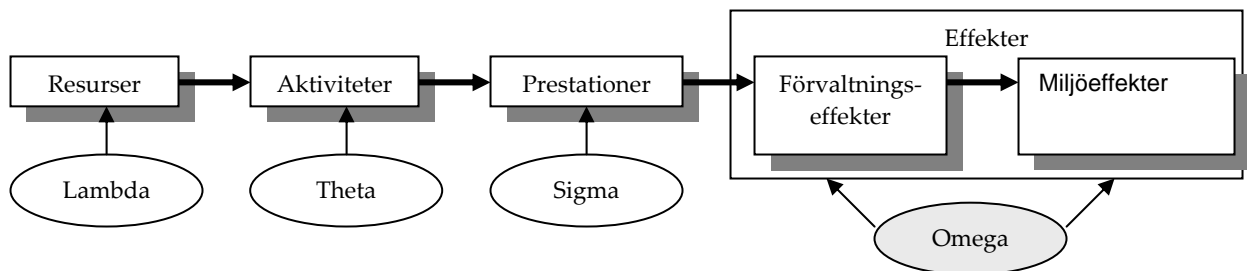 Effekter
Resurser
Aktiviteter
Prestationer
Förvaltnings-
effekter
Miljöeffekter
Lambda
Theta
Sigma
Omega